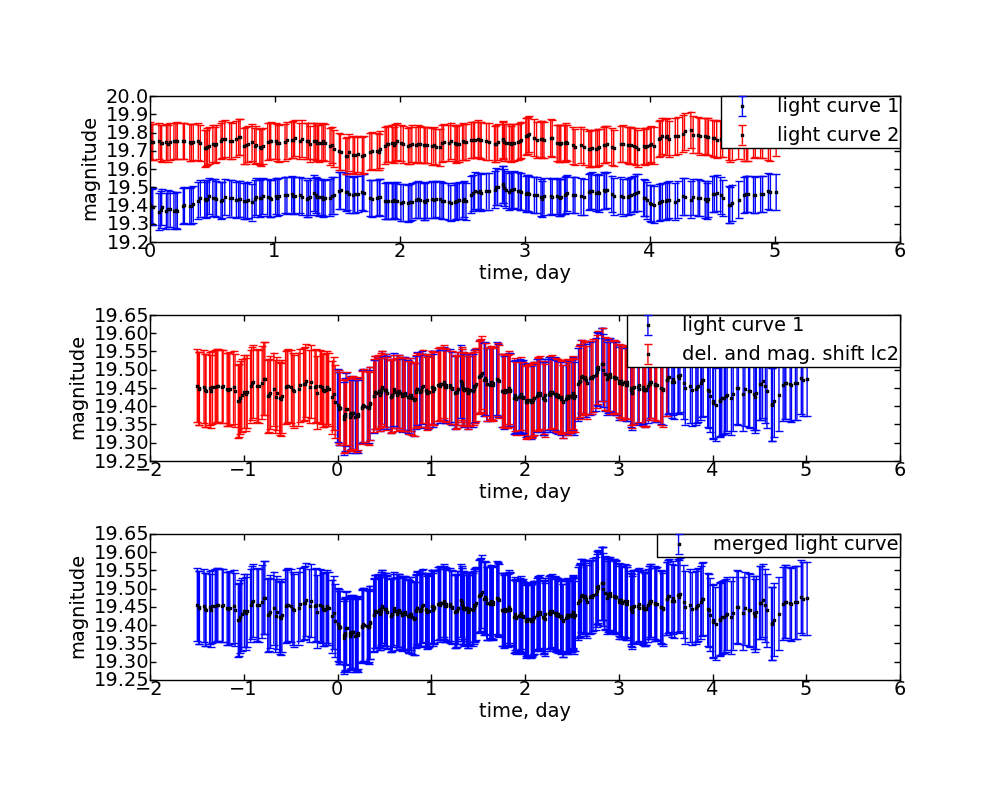 20.0
19.9
19.8
19.7
19.6
19.5
19.4
19.3
19.2
magnitude
light curve 1
light curve 2
0 1 2 3 4 5 6
time, day
19.65
19.60
19.55
19.50
19.45
19.40
19.35
19.30
19.25
magnitude
light curve 1
del. and mag. shift lc2
−2 −1 0 1 2 3 4 5 6
time, day
19.65
19.60
19.55
19.50
19.45
19.40
19.35
19.30
19.25
magnitude
merged light curve
−2 −1 0 1 2 3 4 5 6
time, day